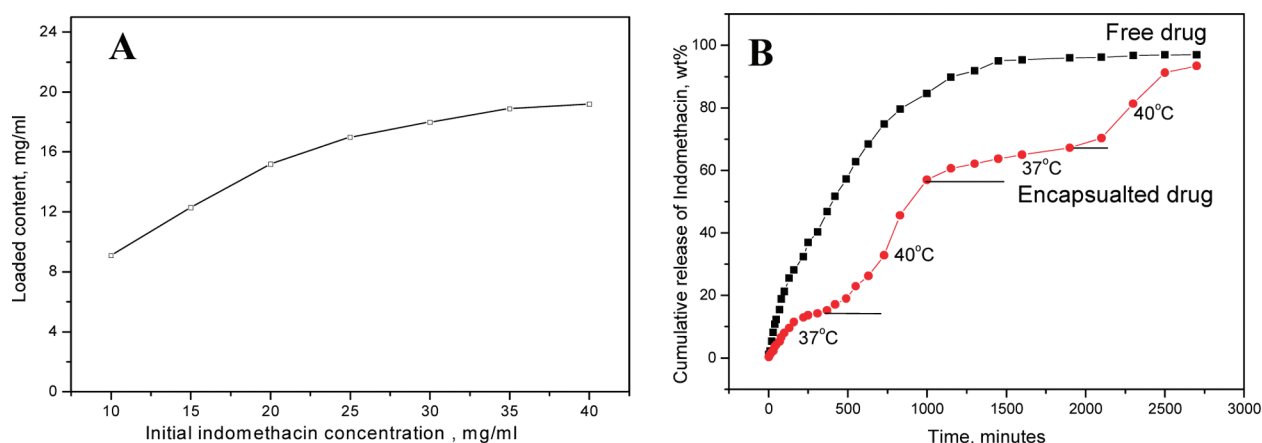 A
Loaded content, mg/ml
24
20
16
12
8
4
0
10 15 20 25 30 35 40
Initial indomethacin concentration , mg/ml
B
Cumulative release of Indomethacin, wt%
100
80
60
40
20
0
Free drug
40°C
37°C
Encapsualted drug
40°C
37°C
0 500 1000 1500 2000 2500 3000
Time, minutes